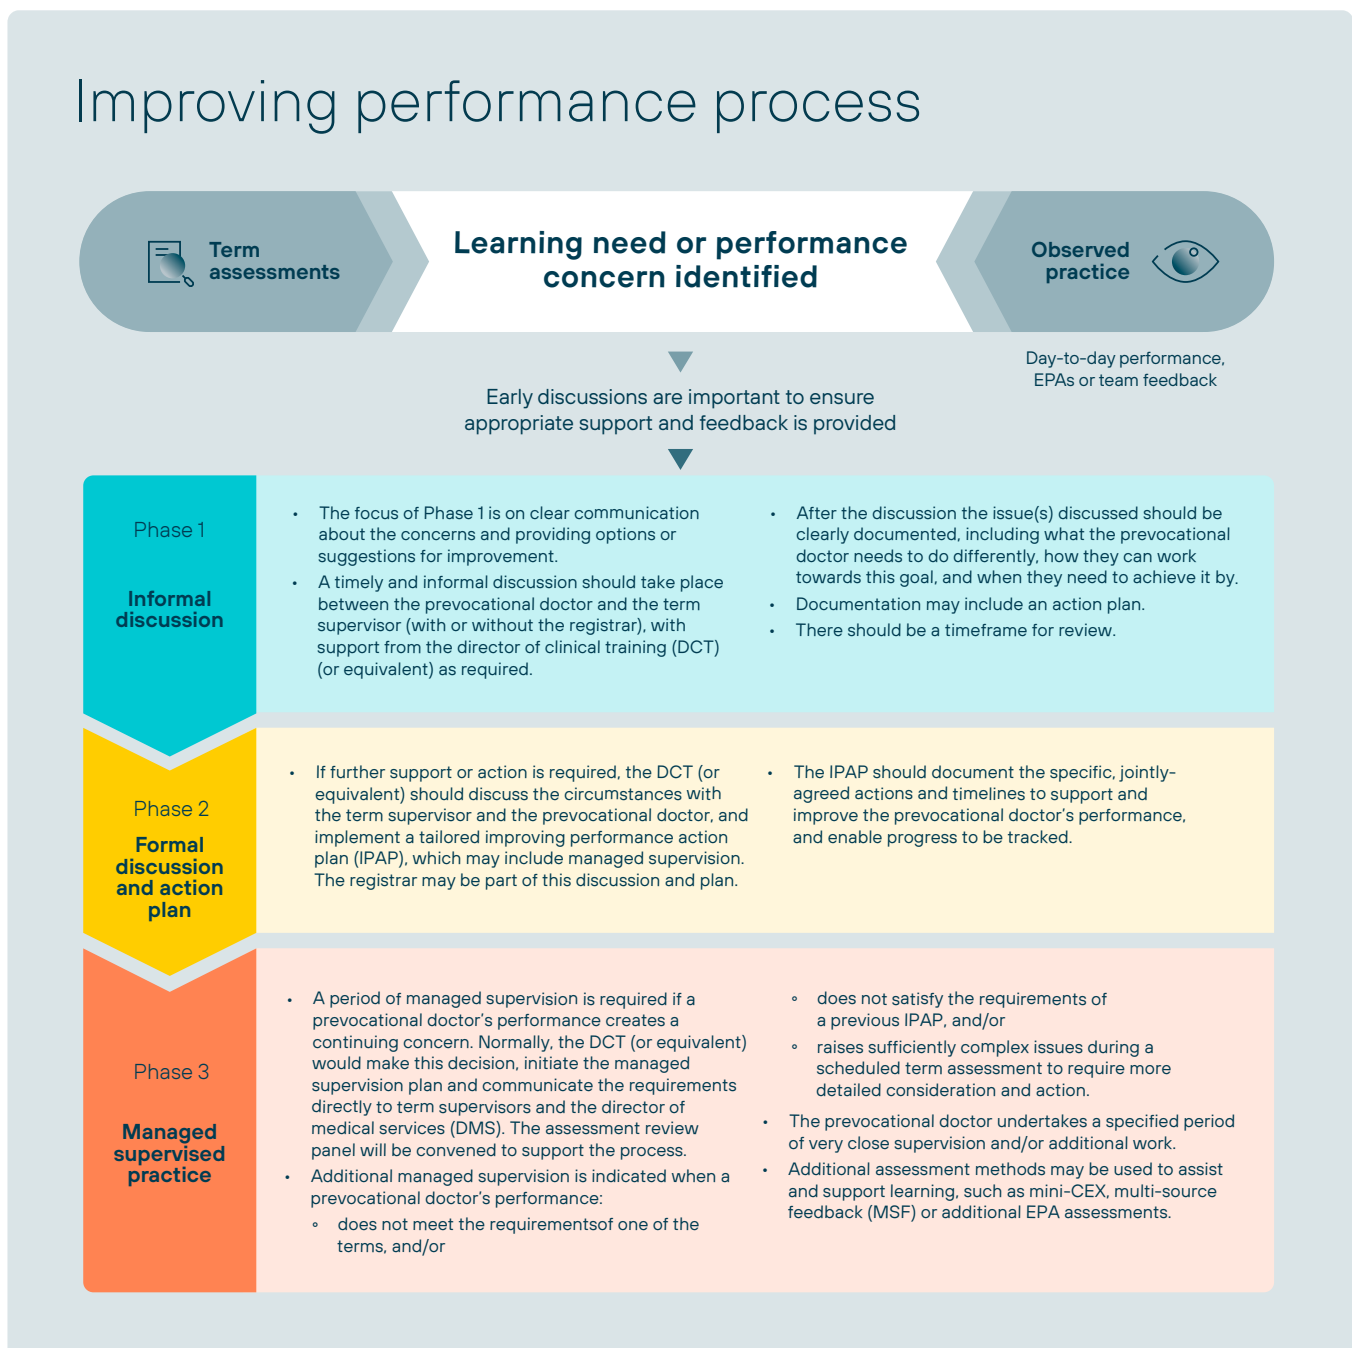 Improving performance process
Term
assessments
Learning need or performance
concern identified
Observed
practice
Day-to-day performance,
EPAs or team feedback
Early discussions are important to ensure
appropriate support and feedback is provided
Phase 1
Informal
discussion
• The focus of Phase 1 is on clear communication
about the concerns and providing options or
suggestions for improvement.
• A timely and informal discussion should take place
between the prevocational doctor and the term
supervisor (with or without the registrar), with
support from the director of clinical training (DCT)
(or equivalent) as required.
• After the discussion the issue(s) discussed should be
clearly documented, including what the prevocational
doctor needs to do differently, how they can work
towards this goal, and when they need to achieve it by.
• Documentation may include an action plan.
• There should be a timeframe for review.
Phase 2
Formal
discussion
and action
plan
• If further support or action is required, the DCT (or
equivalent) should discuss the circumstances with
the term supervisor and the prevocational doctor, and
implement a tailored improving performance action
plan (IPAP), which may include managed supervision.
The registrar may be part of this discussion and plan.
• The IPAP should document the specific, jointly-
agreed actions and timelines to support and
improve the prevocational doctor's performance,
and enable progress to be tracked.
Phase 3
Managed
supervised
practice
• A period of managed supervision is required if a
prevocational doctor's performance creates a
continuing concern. Normally, the DCT (or equivalent)
would make this decision, initiate the managed
supervision plan and communicate the requirements
directly to term supervisors and the director of
medical services (DMS). The assessment review
panel will be convened to support the process.
• Additional managed supervision is indicated when a
prevocational doctor's performance:
° does not meet the requirementsof one of the
terms, and/or
° does not satisfy the requirements of
a previous IPAP, and/or
° raises sufficiently complex issues during a
scheduled term assessment to require more
detailed consideration and action.
• The prevocational doctor undertakes a specified period
of very close supervision and/or additional work.
• Additional assessment methods may be used to assist
and support learning, such as mini-CEX, multi-source
feedback (MSF) or additional EPA assessments.